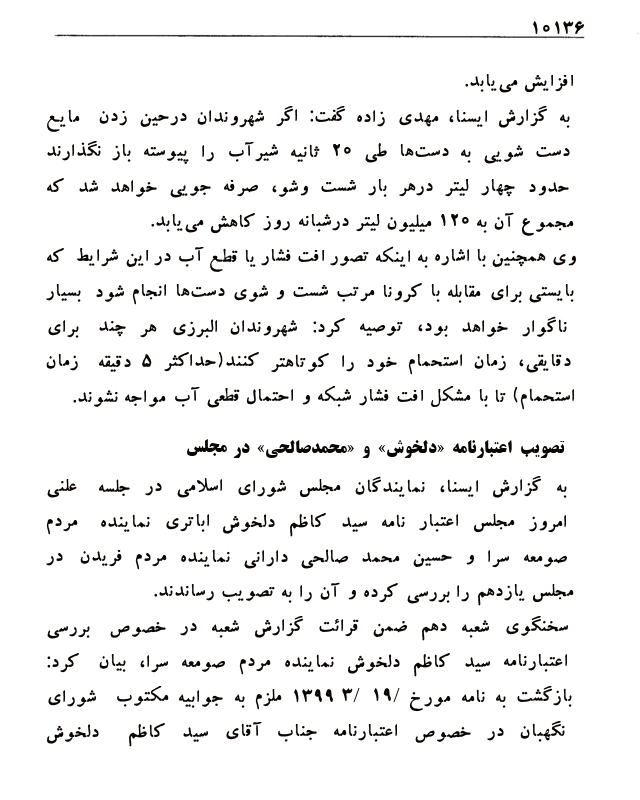 ۱۰۱۳۶
افزایش می‌یابد.
به گزارش ایسنا، مهدی زاده گفت: اگر شهروندان درحین زدن مایع
دست شویی به دست‌ها طی ۲۰ ثانیه شیرآب را پیوسته باز نگذارند
حدود چهار لیتر درهر بار شست وشو، صرفه جویی خواهد شد که
مجموع آن به ۱۲۰ میلیون لیتر درشبانه روز کاهش می‌یابد.
وی همچنین با اشاره به اینکه تصور افت فشار یا قطع آب در این شرایط که
بایستی برای مقابله با کرونا مرتب شست و شوی دست‌ها انجام شود بسیار
ناگوار خواهد بود، توصیه کرد: شهروندان البرزی هر چند برای
دقایقی، زمان استحمام خود را کوتاهتر کنند(حداکثر ۵ دقیقه زمان
استحمام) تا با مشکل افت فشار شبکه و احتمال قطعی آب مواجه نشوند.
تصویب اعتبارنامه «دلخوش» و «محمدصالحی» در مجلس
به گزارش ایسنا، نمایندگان مجلس شورای اسلامی در جلسه علنی
امروز مجلس اعتبار نامه سید کاظم دلخوش اباتری نماینده مردم
صومعه سرا و حسین محمد صالحی دارانی نماینده مردم فریدن در
مجلس یازدهم را بررسی کرده و آن را به تصویب رساندند.
سخنگوی شعبه دهم ضمن قرائت گزارش شعبه در خصوص بررسی
اعتبارنامه سید کاظم دلخوش نماینده مردم صومعه سرا، بیان کرد:
بازگشت به نامه مورخ /۱۹ /۳ ۱۳۹۹ ملزم به جوابیه مکتوب شورای
نگهبان در خصوص اعتبارنامه جناب آقای سید کاظم دلخوش